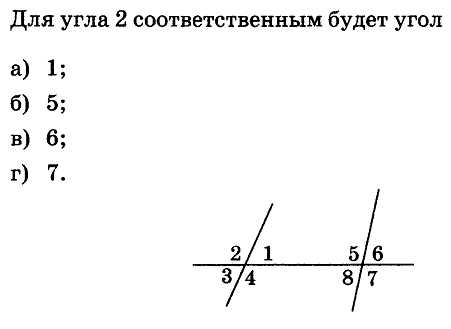 Для угла 2 соответственным будет угол
а) 1;
б) 5;
в) 6;
г) 7.
2 1 5 6
3 4 8 7